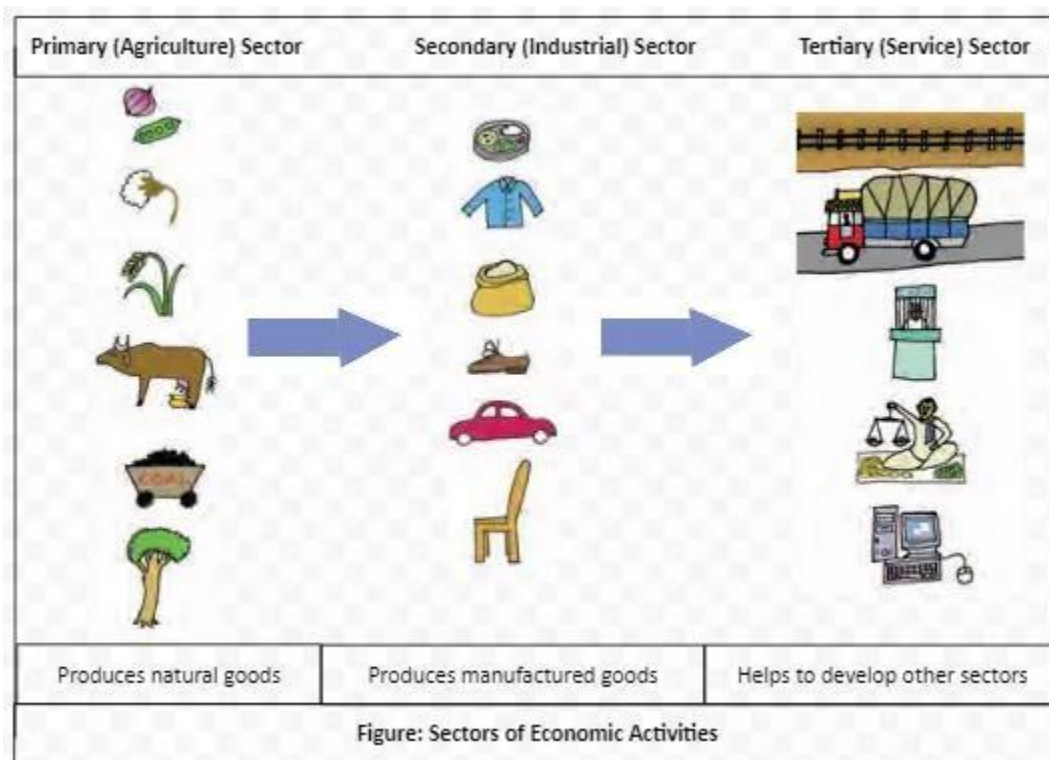 Primary (Agriculture) Sector
Secondary (Industrial) Sector
Tertiary (Service) Sector
COAL
Produces natural goods
Produces manufactured goods
Helps to develop other sectors
Figure: Sectors of Economic Activities